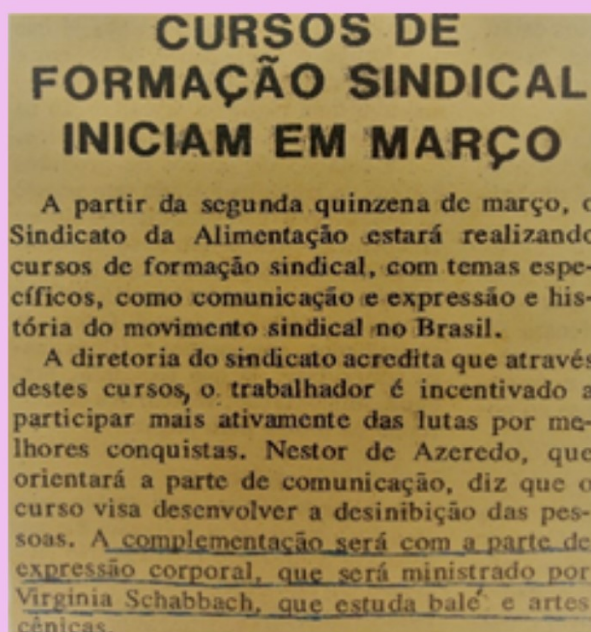 CURSOS DE
FORMAÇÃO SINDICAL
INICIAM EM MARÇO
A partir da segunda quinzena de março, o
Sindicato da Alimentação estará realizando
cursos de formação sindical, com temas espe-
cíficos, como comunicação e expressão e his-
tória do movimento sindical no Brasil.
A diretoria do sindicato acredita que através
destes cursos, o trabalhador é incentivado a
participar mais ativamente das lutas por me-
lhores conquistas. Nestor de Azeredo, que
orientará a parte de comunicação, diz que o
curso visa desenvolver a desinibição das pes-
soas. A complementação será com a parte de
expressão corporal, que será ministrado por
Virginia Schabbach, que estuda balé e artes
cênicas